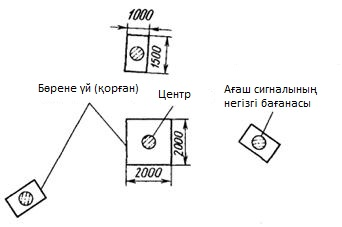 1000
1500
Бөрене үй (қорған)
Центр
Ағаш сигналының
негізгі бағанасы
2000
2000